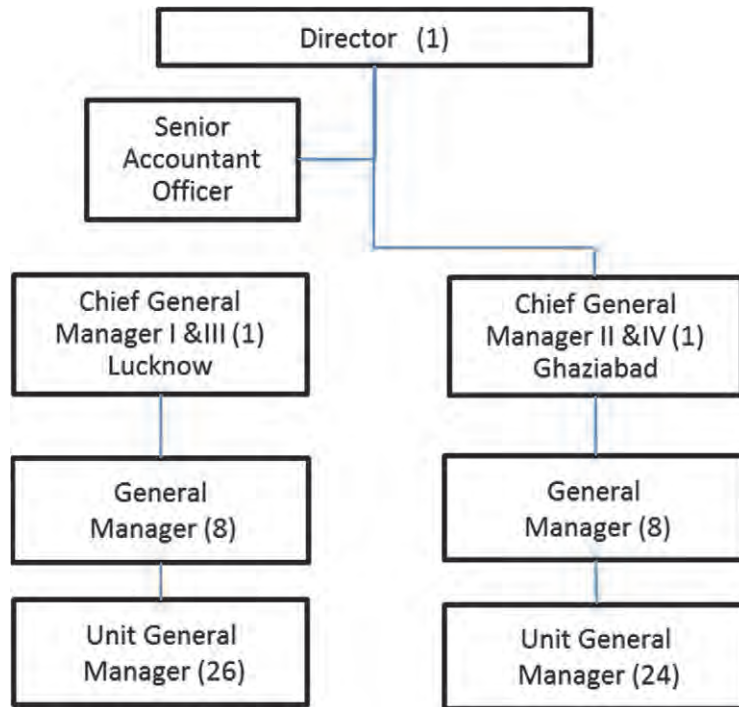 Director (1)
Senior
Accountant
Officer
Chief General
Manager I &III (1)
Lucknow
Chief General
Manager II &IV (1)
Ghaziabad
General
Manager (8)
General
Manager (8)
Unit General
Manager (26)
Unit General
Manager (24)